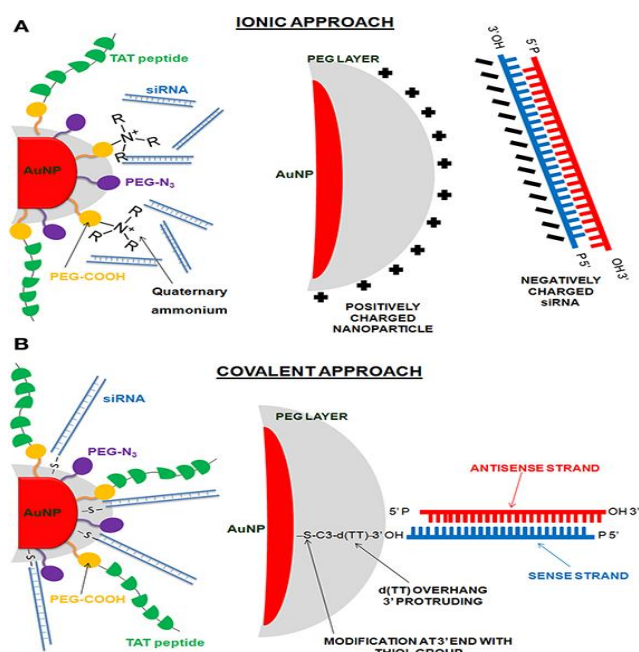 A
IONIC APPROACH
TAT peptide
siRNA
R
N+
R
R
AuNP
PEG-N3
R
N+
R
R
PEG-COOH
Quaternary
ammonium
PEG LAYER
AuNP
POSITIVELY
CHARGED
NANOPARTICLE
3'OH
5'P
P 5'
OH3'
NEGATIVELY
CHARGED
siRNA
B
COVALENT APPROACH
siRNA
PEG-N3
-S-
-S-
AuNP
-S-
-S-
PEG-COOH
TAT peptide
PEG LAYER
AuNP
ANTISENSE STRAND
5' P
OH 3'
-S-C3-d(TT)-3'OH
P 5'
SENSE STRAND
d(TT) OVERHANG
3' PROTRUDING
MODIFICATION AT 3' END WITH
THIOL GROUP